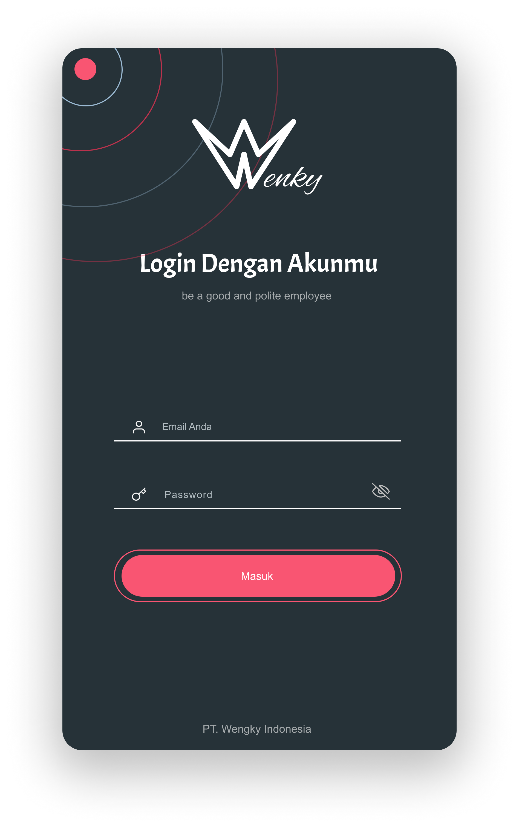 Wenky
Login Dengan Akunmu
be a good and polite employee
Email Anda
Password
Masuk
PT. Wengky Indonesia